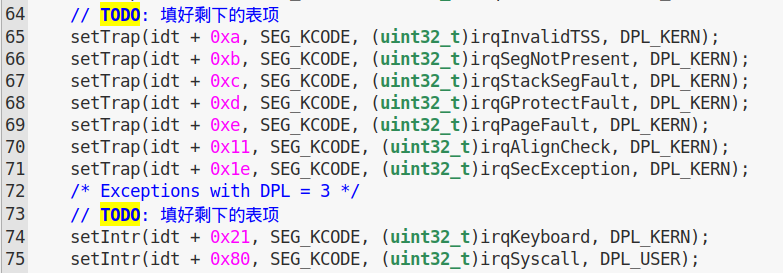 64 // TODO: 填好剩下的表项
65 setTrap(idt + 0xa, SEG_KCODE, (uint32_t)irqInvalidTSS, DPL_KERN);
66 setTrap(idt + 0xb, SEG_KCODE, (uint32_t)irqSegNotPresent, DPL_KERN);
67 setTrap(idt + 0xc, SEG_KCODE, (uint32_t)irqStackSegFault, DPL_KERN);
68 setTrap(idt + 0xd, SEG_KCODE, (uint32_t)irqGProtectFault, DPL_KERN);
69 setTrap(idt + 0xe, SEG_KCODE, (uint32_t)irqPageFault, DPL_KERN);
70 setTrap(idt + 0x11, SEG_KCODE, (uint32_t)irqAlignCheck, DPL_KERN);
71 setTrap(idt + 0x1e, SEG_KCODE, (uint32_t)irqSecException, DPL_KERN);
72 /* Exceptions with DPL = 3 */
73 // TODO: 填好剩下的表项
74 setIntr(idt + 0x21, SEG_KCODE, (uint32_t)irqKeyboard, DPL_KERN);
75 setIntr(idt + 0x80, SEG_KCODE, (uint32_t)irqSyscall, DPL_USER);